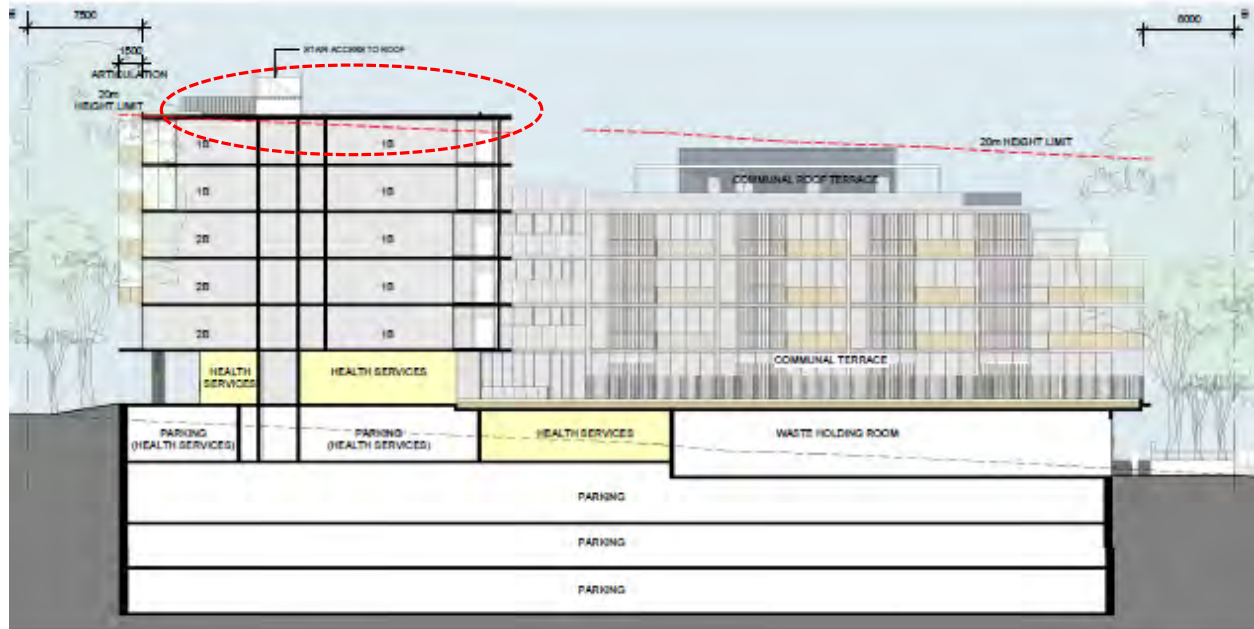 7500
6000
1500
STAIR ACCESS TO ROOF
ARTICULATION
20m
HEIGHT LIMIT
1B
1B
20m HEIGHT LIMIT
COMMUNAL ROOF TERRACE
1B
1B
2B
1B
2B
1B
2B
1B
COMMUNAL TERRACE
HEALTH
SERVICES
HEALTH SERVICES
PARKING
(HEALTH SERVICES)
PARKING
(HEALTH SERVICES)
HEALTH SERVICES
WASTE HOLDING ROOM
PARKING
PARKING
PARKING